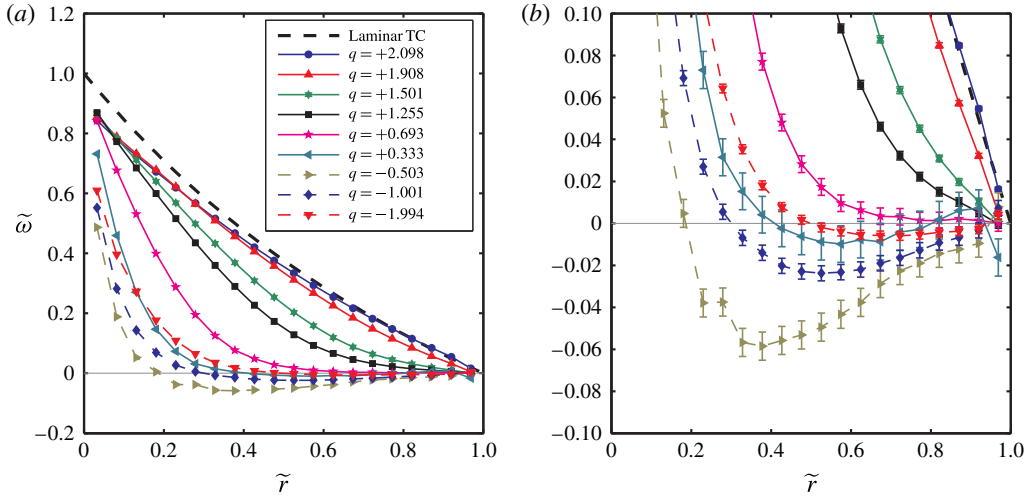 (a)
1.0
0.8
0.6
0.4
0.2
0
−0.2
ω̃
0
0.2
0.4
0.6
0.8
1.0
r̃
Laminar TC
q = +2.098
q = +1.908
q = +1.501
q = +1.255
q = +0.693
q = +0.333
q = −0.503
q = −1.001
q = −1.994
(b)
0.10
0.08
0.06
0.04
0.02
0
−0.02
−0.04
−0.06
−0.08
−0.10
0
0.2
0.4
0.6
0.8
1.0
r̃